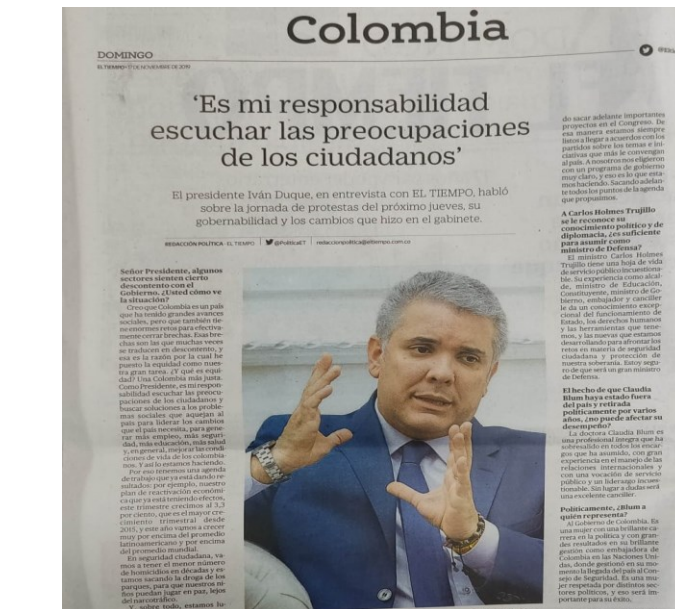 Colombia
DOMINGO
EL TIEMPO
'Es mi responsabilidad
escuchar las preocupaciones
de los ciudadanos'
El presidente Iván Duque, en entrevista con EL TIEMPO, habló
sobre la jornada de protestas del próximo jueves, su
gobernabilidad y los cambios que hizo en el gabinete.
REDACCIÓN POLÍTICA - EL TIEMPO @PoliticaET redaccionpolitica@eltiempo.com.co
Señor Presidente, algunos
sectores sienten cierto
descontento con el
Gobierno. ¿Usted cómo ve
la situación?
Creo que Colombia es un país
que ha tenido grandes avances
sociales, pero que también tie-
ne enormes retos para efectiva-
mente cerrar brechas. Esas bre-
chas son las que muchas veces
se traducen en descontento, y
esa es la razón por la cual he
puesto la equidad como nues-
tra gran tarea. ¿Y qué es equi-
dad? Una Colombia más justa.
Como Presidente, es mi respon-
sabilidad escuchar las preocu-
paciones de los ciudadanos y
buscar soluciones a los proble-
mas sociales que aquejan al
país para liderar los cambios
que el país necesita, para gene-
rar más empleo, más seguri-
dad, más educación, más salud
y, en general, mejorar las condi-
ciones de vida de los colombia-
nos. Y así lo estamos haciendo.
Por eso tenemos una agenda
de trabajo que ya está dando re-
sultados: por ejemplo, nuestro
plan de reactivación económi-
ca que ya está teniendo efectos,
este trimestre crecimos al 3,3
por ciento, que es el mayor cre-
cimiento trimestral desde
2015, y este año vamos a crecer
muy por encima del promedio
latinoamericano y por encima
del promedio mundial.
En seguridad ciudadana, va-
mos a tener el menor número
de homicidios en décadas y es-
tamos sacando la droga de los
parques, para que nuestros ni-
ños puedan jugar en paz, lejos
del narcotráfico.
Y, sobre todo, estamos lu-
do sacar adelante importantes
proyectos en el Congreso. De
esa manera estamos siempre
listos a llegar a acuerdos con los
partidos sobre los temas e ini-
ciativas que más le convengan
al país. A nosotros nos eligieron
con un programa de gobierno
muy claro, y eso es lo que esta-
mos haciendo. Sacando adelan-
te todos los puntos de la agenda
que propusimos.
A Carlos Holmes Trujillo
se le reconoce su
conocimiento político y de
diplomacia, ¿es suficiente
para asumir como
ministro de Defensa?
El ministro Carlos Holmes
Trujillo tiene una hoja de vida
de servicio público incuestiona-
ble. Su experiencia como alcal-
de, ministro de Educación,
Constituyente, ministro de Go-
bierno, embajador y canciller
le da un conocimiento excep-
cional del funcionamiento de
Estado, los derechos humanos
y las herramientas que tene-
mos, y las nuevas que estamos
desarrollando para afrontar los
retos en materia de seguridad
ciudadana y protección de
nuestra soberanía. Estoy segu-
ro de que será un gran ministro
de Defensa.
El hecho de que Claudia
Blum haya estado fuera
del país y retirada
políticamente por varios
años, ¿no puede afectar su
desempeño?
La doctora Claudia Blum es
una profesional íntegra que ha
sobresalido en todos los encar-
gos que ha asumido, con gran
experiencia en el manejo de las
relaciones internacionales y
con una vocación de servicio
público y un liderazgo incues-
tionable. Sin lugar a dudas será
una excelente canciller.
Políticamente, ¿Blum a
quién representa?
Al Gobierno de Colombia. Es
una mujer con una brillante ca-
rrera en la política y con gran-
des resultados en su brillante
gestión como embajadora de
Colombia en las Naciones Uni-
das, donde gestionó en su mo-
mento la llegada del país al Con-
sejo de Seguridad. Es una mu-
jer respetada por distintos sec-
tores políticos, y eso será im-
portante para su éxito.